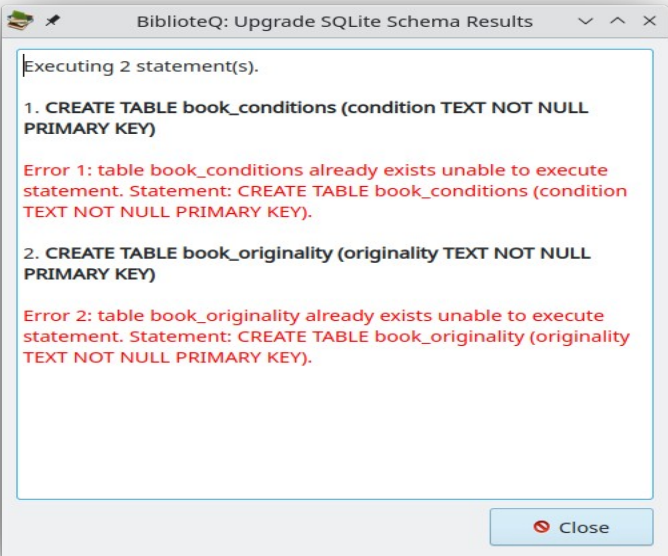 BiblioteQ: Upgrade SQLite Schema Results
Executing 2 statement(s).
1. CREATE TABLE book_conditions (condition TEXT NOT NULL
PRIMARY KEY)
Error 1: table book_conditions already exists unable to execute
statement. Statement: CREATE TABLE book_conditions (condition
TEXT NOT NULL PRIMARY KEY).
2. CREATE TABLE book_originality (originality TEXT NOT NULL
PRIMARY KEY)
Error 2: table book_originality already exists unable to execute
statement. Statement: CREATE TABLE book_originality (originality
TEXT NOT NULL PRIMARY KEY).
Close